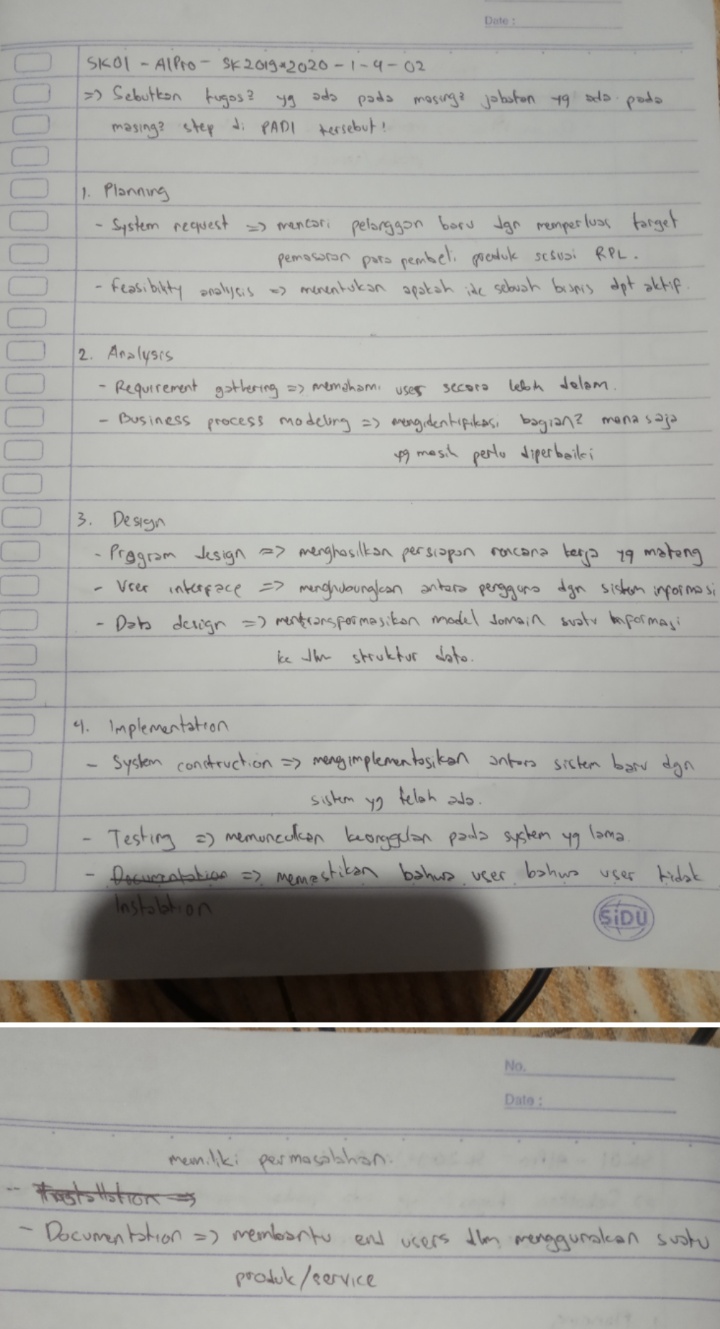 Date :
SK01 - AlPro - SK2019*2020 - 1 - 4 - 02
=> Sebutkan tugas2 yg ada pada masing2 jabatan yg ada pada
masing2 step di PADI tersebut!
1. Planning
- System request => mencari pelanggan baru dgn memperluas target
pemasaran para pembeli produk sesuai RPL.
- Feasibility analysis => menentukan apakah ide sebuah bisnis dpt aktif.
2. Analysis
- Requirement gathering => memahami user secara lebih dalam.
- Business process modeling => mengidentifikasi bagian2 mana saja
yg masih perlu diperbaiki
3. Design
- Program design => menghasilkan persiapan rencana kerja yg matang
- User interface => menghubungkan antara pengguna dgn sistem informasi
- Data design => mentransformasikan model domain suatu informasi
ke dlm struktur data.
4. Implementation
- System construction => mengimplementasikan antara sistem baru dgn
sistem yg telah ada.
- Testing => memunculkan keanggalan pada system yg lama
- Documentation => memastikan bahwa user bahwa user tidak
Installation
SiDU
No.
Date :
memiliki permasalahan.
- Installation =>
- Documentation => membantu end users dlm menggunakan suatu
produk/service